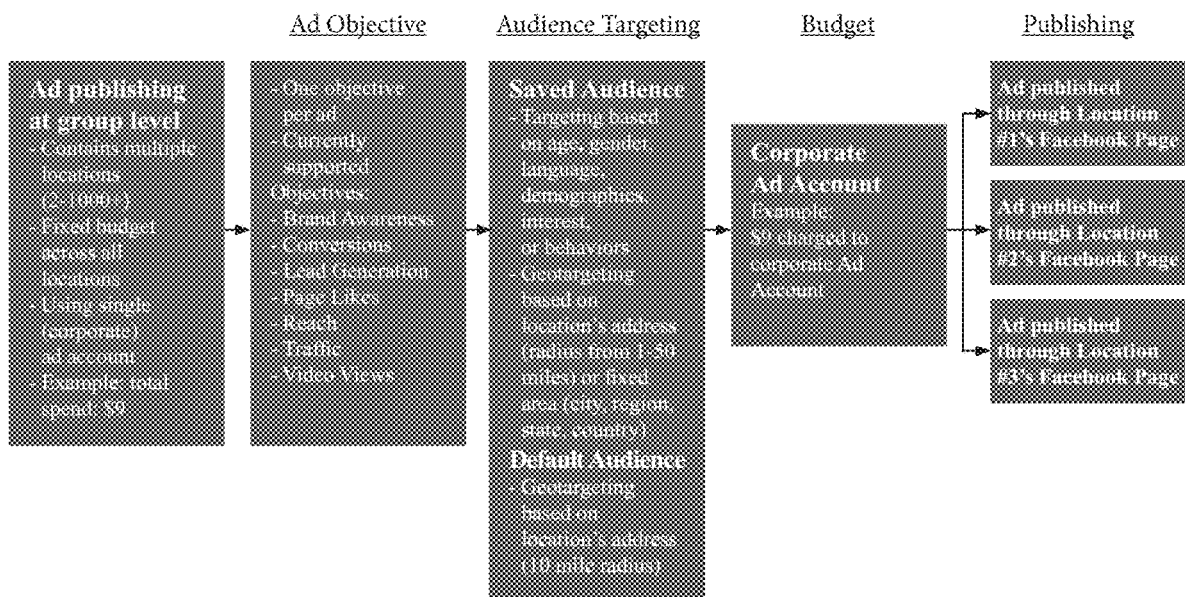 Ad Objective
Audience Targeting
Budget
Publishing
Ad publishing
at group level
- Contains multiple
locations
(2-1000+)
- Fixed budget
across all
locations
- Using single
(corporate)
ad account
- Example: total
spend: $9
- One objective
per ad
- Currently
supported
Objectives:
- Brand Awareness
- Conversions
- Lead Generation
- Page Likes
- Reach
- Traffic
- Video Views
Saved Audience
- Targeting based
on age, gender,
language,
demographics,
interest,
or behaviors
- Geotargeting
based on
location's address
(radius from 1-50
miles) or fixed
area (city, region,
state, country)
Default Audience
- Geotargeting
based on
location's address
(10 mile radius)
Corporate
Ad Account
Example:
$9 charged to
corporate Ad
Account
Ad published
through Location
#1's Facebook Page
Ad published
through Location
#2's Facebook Page
Ad published
through Location
#3's Facebook Page